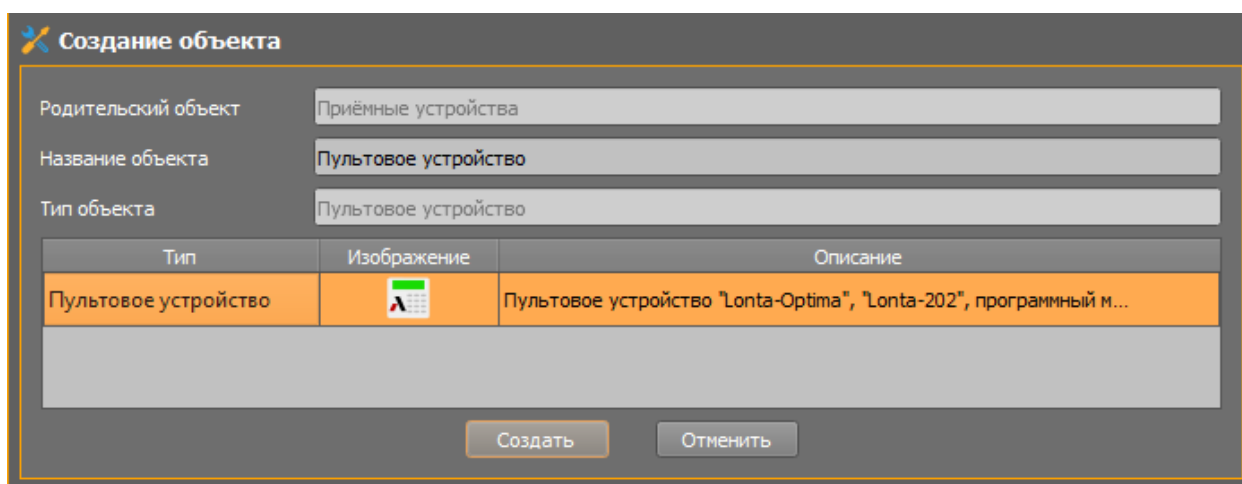 Создание объекта
Родительский объект Приёмные устройства
Название объекта Пультовое устройство
Тип объекта Пультовое устройство
Тип Изображение Описание
Пультовое устройство Пультовое устройство "Lonta-Optima", "Lonta-202", программный м...
Создать Отменить